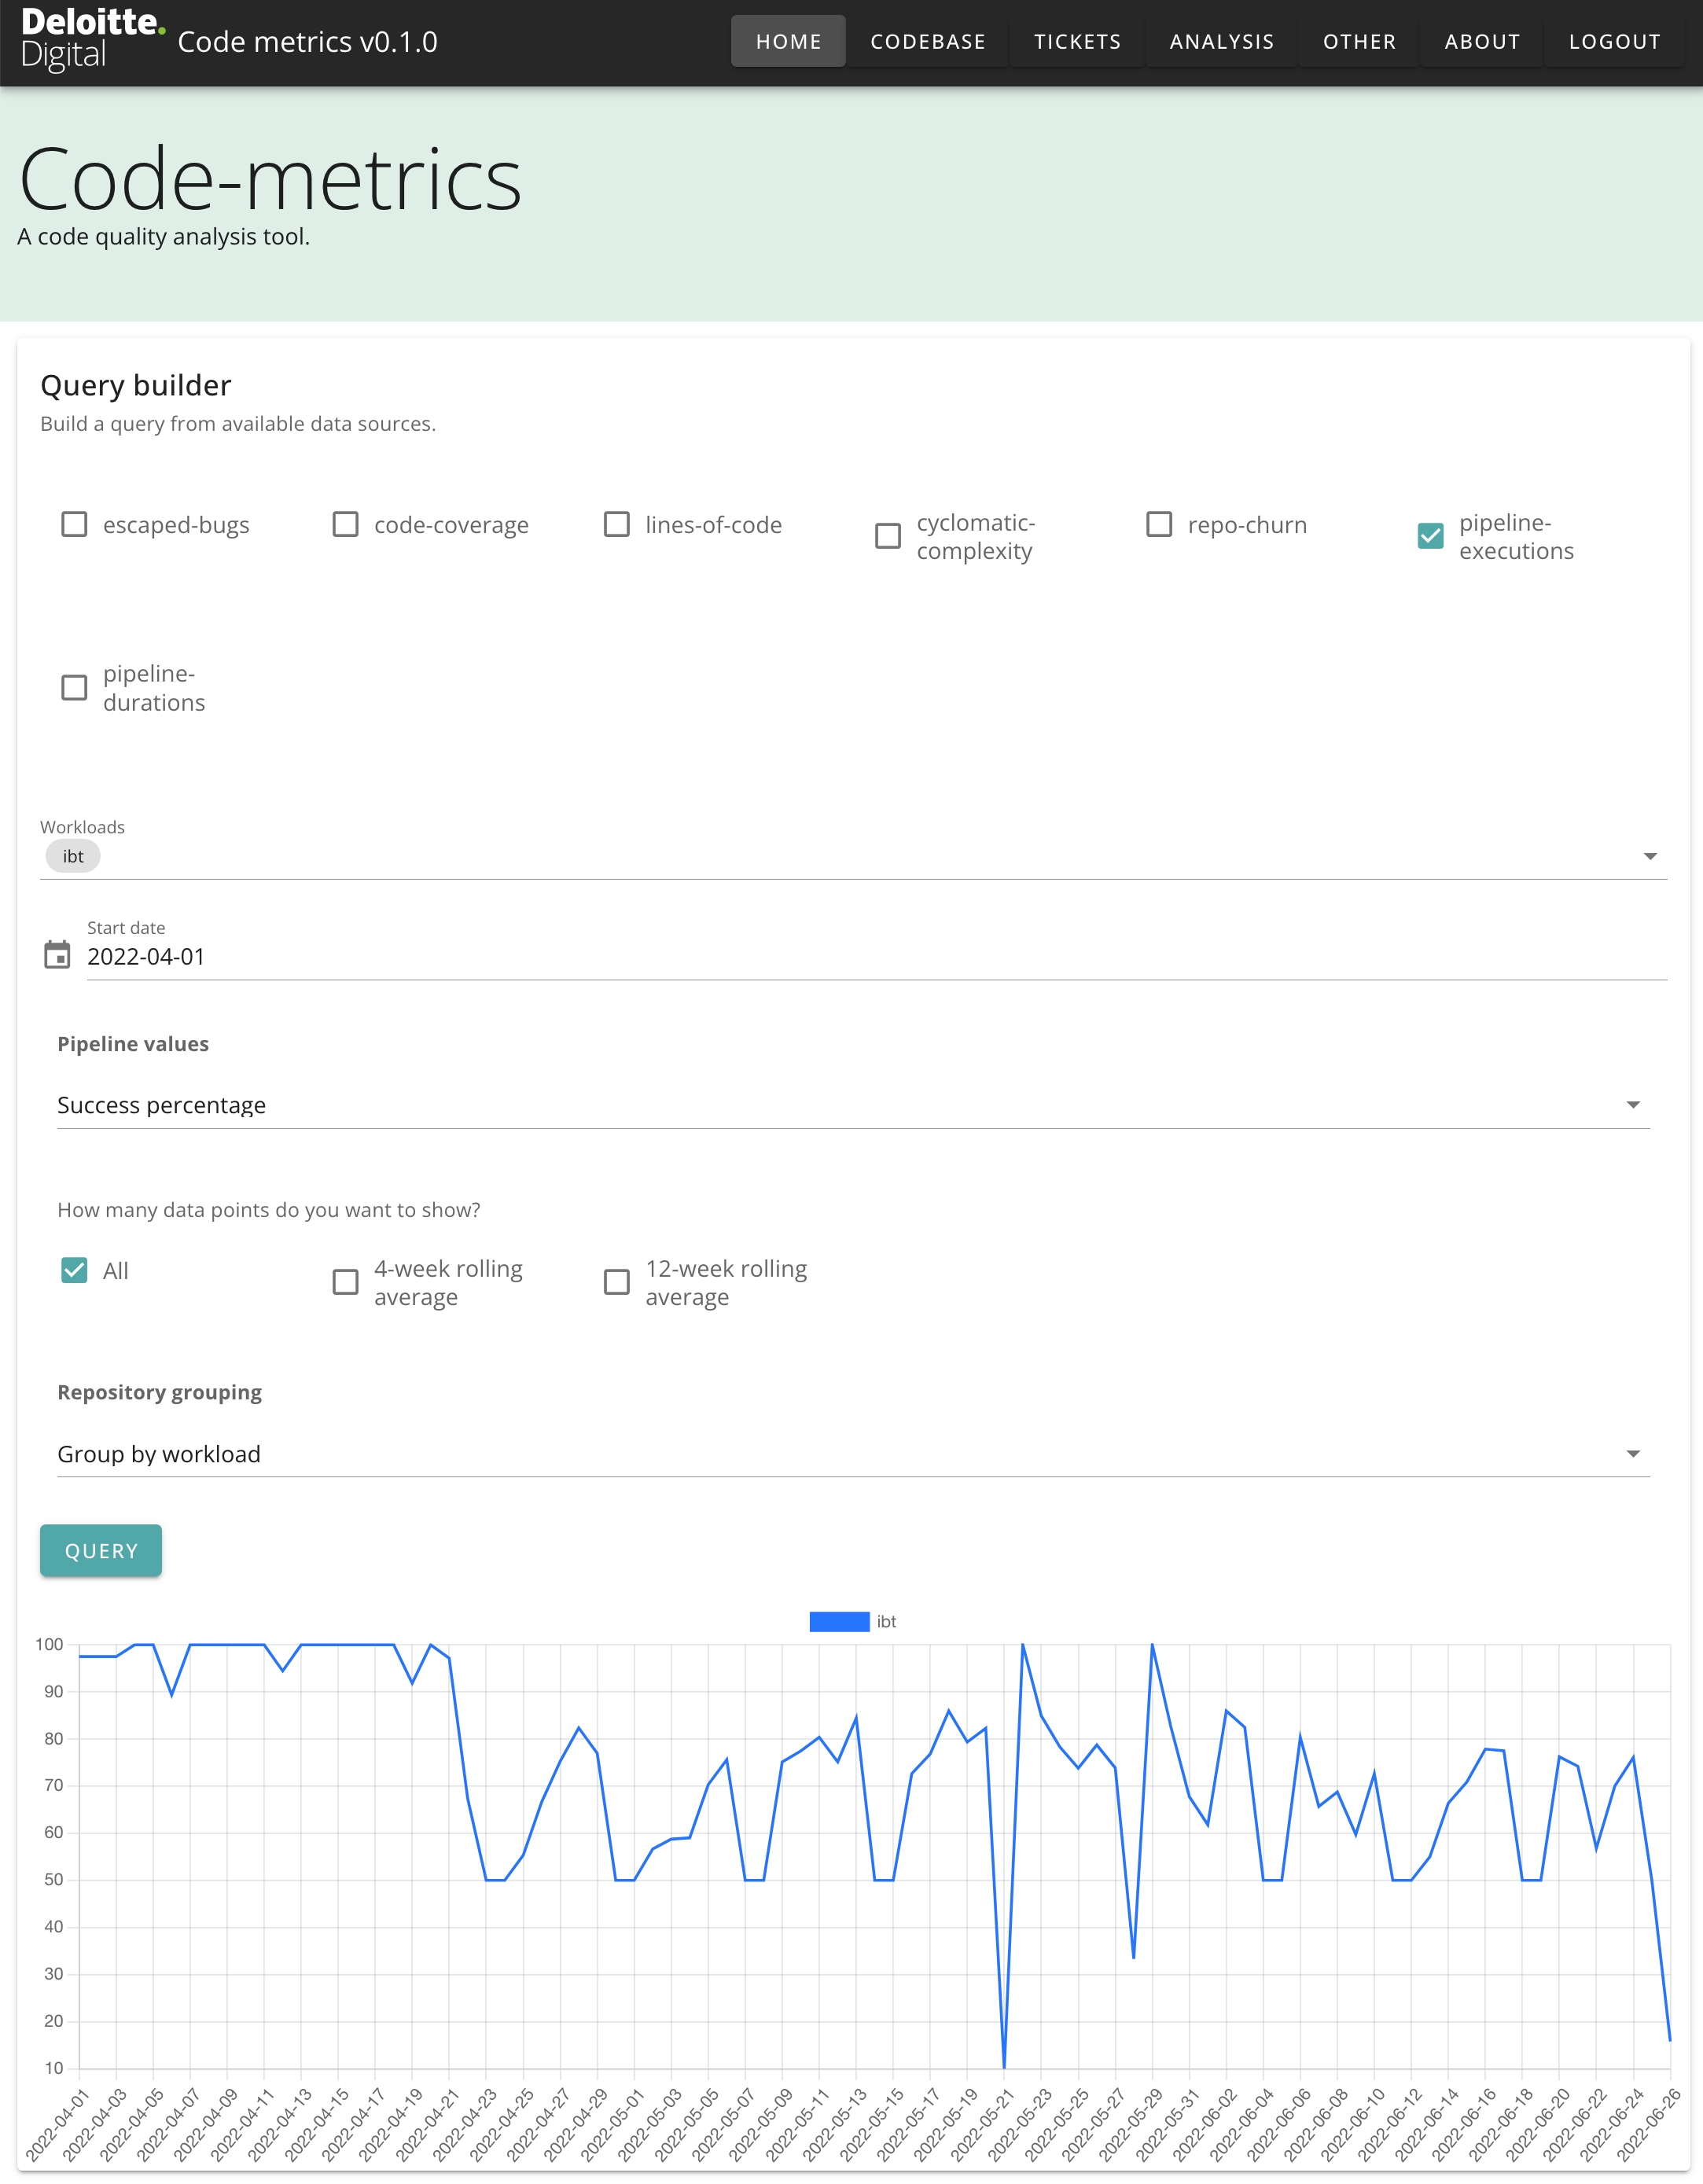 Deloitte.
Digital
Code metrics v0.1.0
HOME
CODEBASE
TICKETS
ANALYSIS
OTHER
ABOUT
LOGOUT
Code-metrics
A code quality analysis tool.
Query builder
Build a query from available data sources.
escaped-bugs
code-coverage
lines-of-code
cyclomatic-
complexity
repo-churn
pipeline-
executions
pipeline-
durations
Workloads
ibt
Start date
2022-04-01
Pipeline values
Success percentage
How many data points do you want to show?
All
4-week rolling
average
12-week rolling
average
Repository grouping
Group by workload
QUERY
ibt
100
90
80
70
60
50
40
30
20
10
2022-04-01
2022-04-03
2022-04-05
2022-04-07
2022-04-09
2022-04-11
2022-04-13
2022-04-15
2022-04-17
2022-04-19
2022-04-21
2022-04-23
2022-04-25
2022-04-27
2022-04-29
2022-05-01
2022-05-03
2022-05-05
2022-05-07
2022-05-09
2022-05-11
2022-05-13
2022-05-15
2022-05-17
2022-05-19
2022-05-21
2022-05-23
2022-05-25
2022-05-27
2022-05-29
2022-05-31
2022-06-02
2022-06-04
2022-06-06
2022-06-08
2022-06-10
2022-06-12
2022-06-14
2022-06-16
2022-06-18
2022-06-20
2022-06-22
2022-06-24
2022-06-26